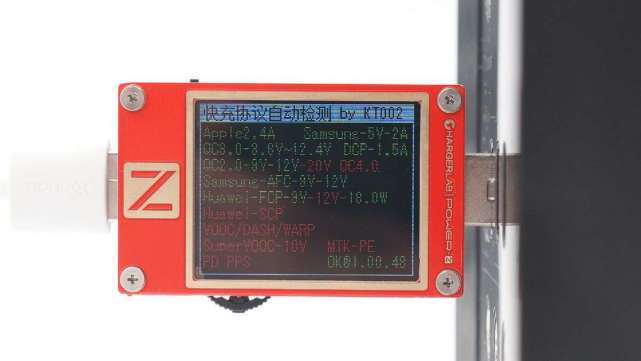 快充协议自动检测 by KT002
Apple2.4A Samsung-5V-2A
QC3.0-3.6V~12.4V DCP-1.5A
QC2.0-9V-12V-20V QC4.0
Samsung-AFC-9V-12V
Huawei-FCP-9V-12V-18.0W
Huawei-SCP
VOOC/DASH/WARP
SuperVOOC-10V MTK-PE
PD PPS OK@1.00.48
Z
CHARGERLAB POWER-Z